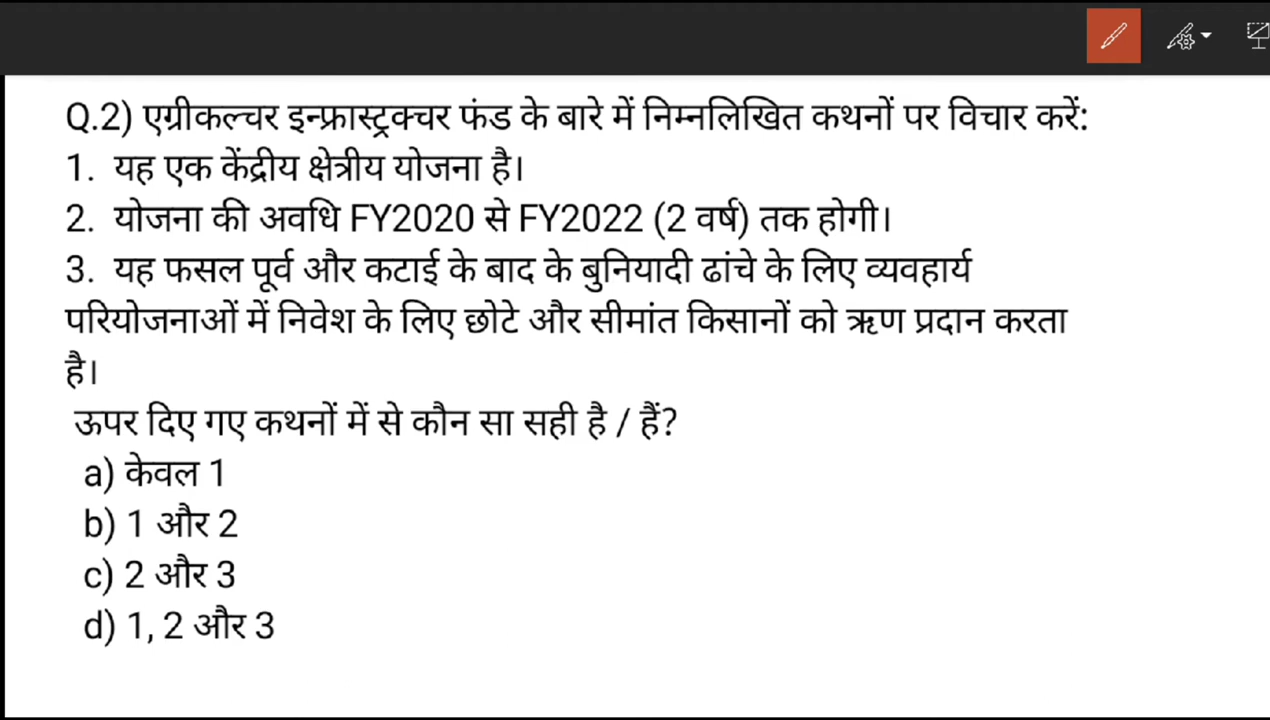 Q.2) एग्रीकल्चर इन्फ्रास्ट्रक्चर फंड के बारे में निम्नलिखित कथनों पर विचार करें:
1. यह एक केंद्रीय क्षेत्रीय योजना है।
2. योजना की अवधि FY2020 से FY2022 (2 वर्ष) तक होगी।
3. यह फसल पूर्व और कटाई के बाद के बुनियादी ढांचे के लिए व्यवहार्य
परियोजनाओं में निवेश के लिए छोटे और सीमांत किसानों को ऋण प्रदान करता
है।
ऊपर दिए गए कथनों में से कौन सा सही है / हैं?
a) केवल 1
b) 1 और 2
c) 2 और 3
d) 1, 2 और 3